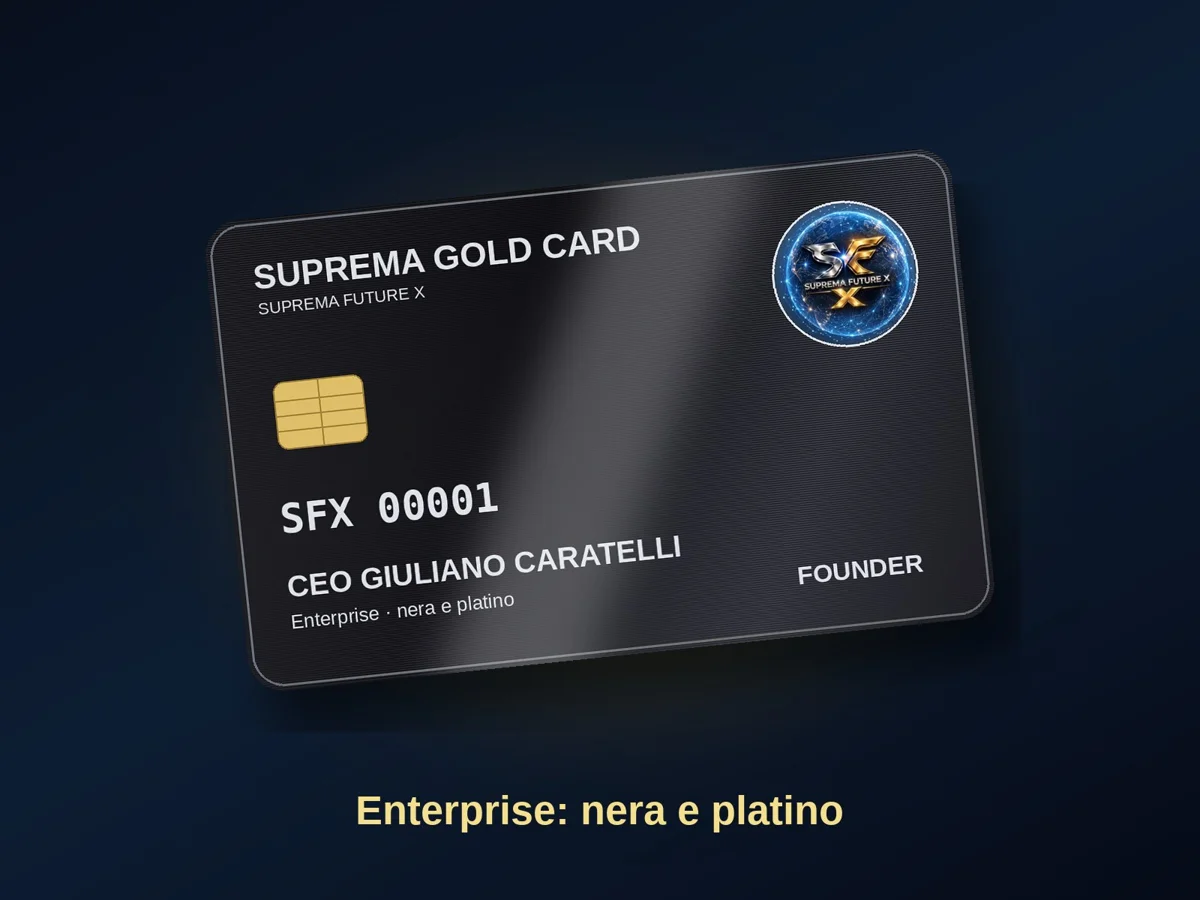 SUPREMA GOLD CARD
SUPREMA FUTURE X
SF
SUPREMA FUTURE X
X
SFX 00001
CEO GIULIANO CARATELLI
Enterprise · nera e platino
FOUNDER
Enterprise: nera e platino